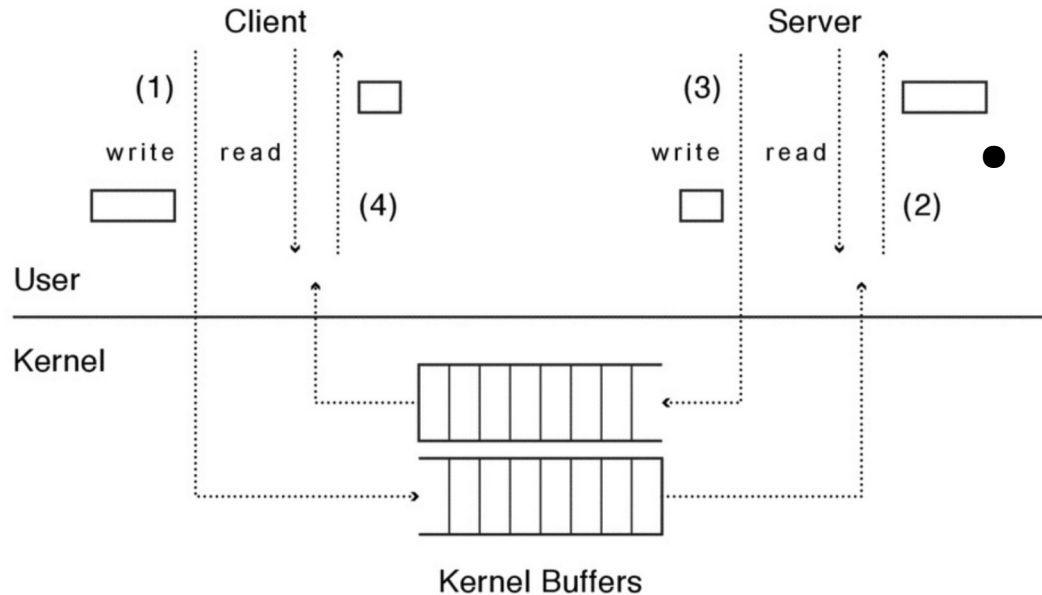 Client Server
(1) (3)
write read write read
(4) (2)
User
Kernel
Kernel Buffers